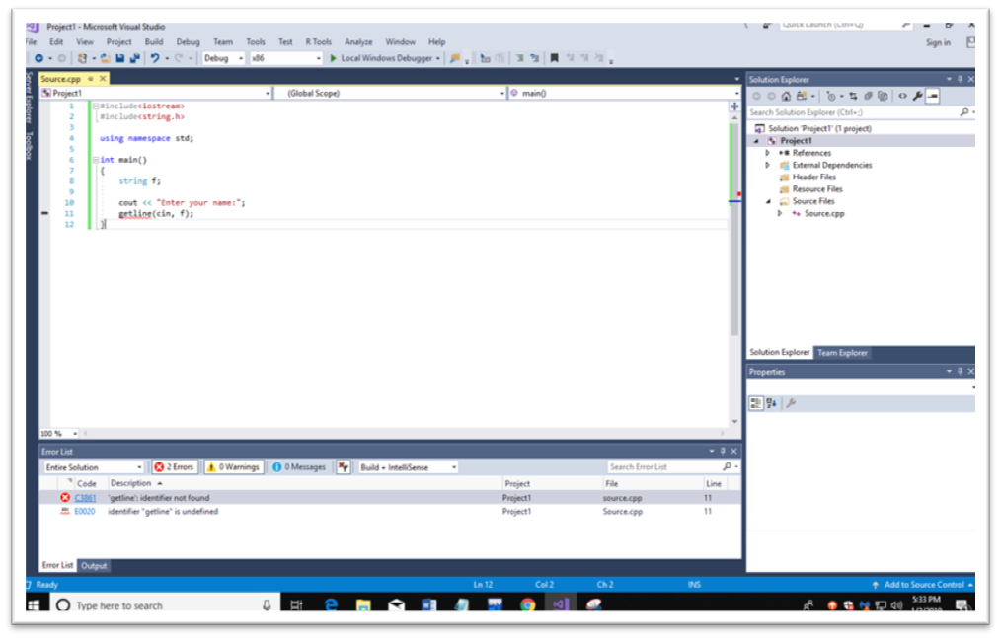 Project1 - Microsoft Visual Studio
Quick Launch (Ctrl+Q)
File Edit View Project Build Debug Team Tools Test R Tools Analyze Window Help
Sign in
Debug x86 Local Windows Debugger
Server Explorer
Toolbox
Source.cpp
Project1 (Global Scope) main()
1 #include<iostream>
2 #include<string.h>
3
4 using namespace std;
5
6 int main()
7 {
8 string f;
9
10 cout << "Enter your name:";
11 getline(cin, f);
12 }
100 %
Solution Explorer
Search Solution Explorer (Ctrl+;)
Solution 'Project1' (1 project)
Project1
References
External Dependencies
Header Files
Resource Files
Source Files
Source.cpp
Solution Explorer Team Explorer
Properties
Error List
Entire Solution 2 Errors 0 Warnings 0 Messages Build + IntelliSense Search Error List
Code Description Project File Line
C3861 'getline': identifier not found Project1 source.cpp 11
E0020 identifier "getline" is undefined Project1 Source.cpp 11
Error List Output
Ready Ln 12 Col 2 Ch 2 INS Add to Source Control
Type here to search
5:33 PM